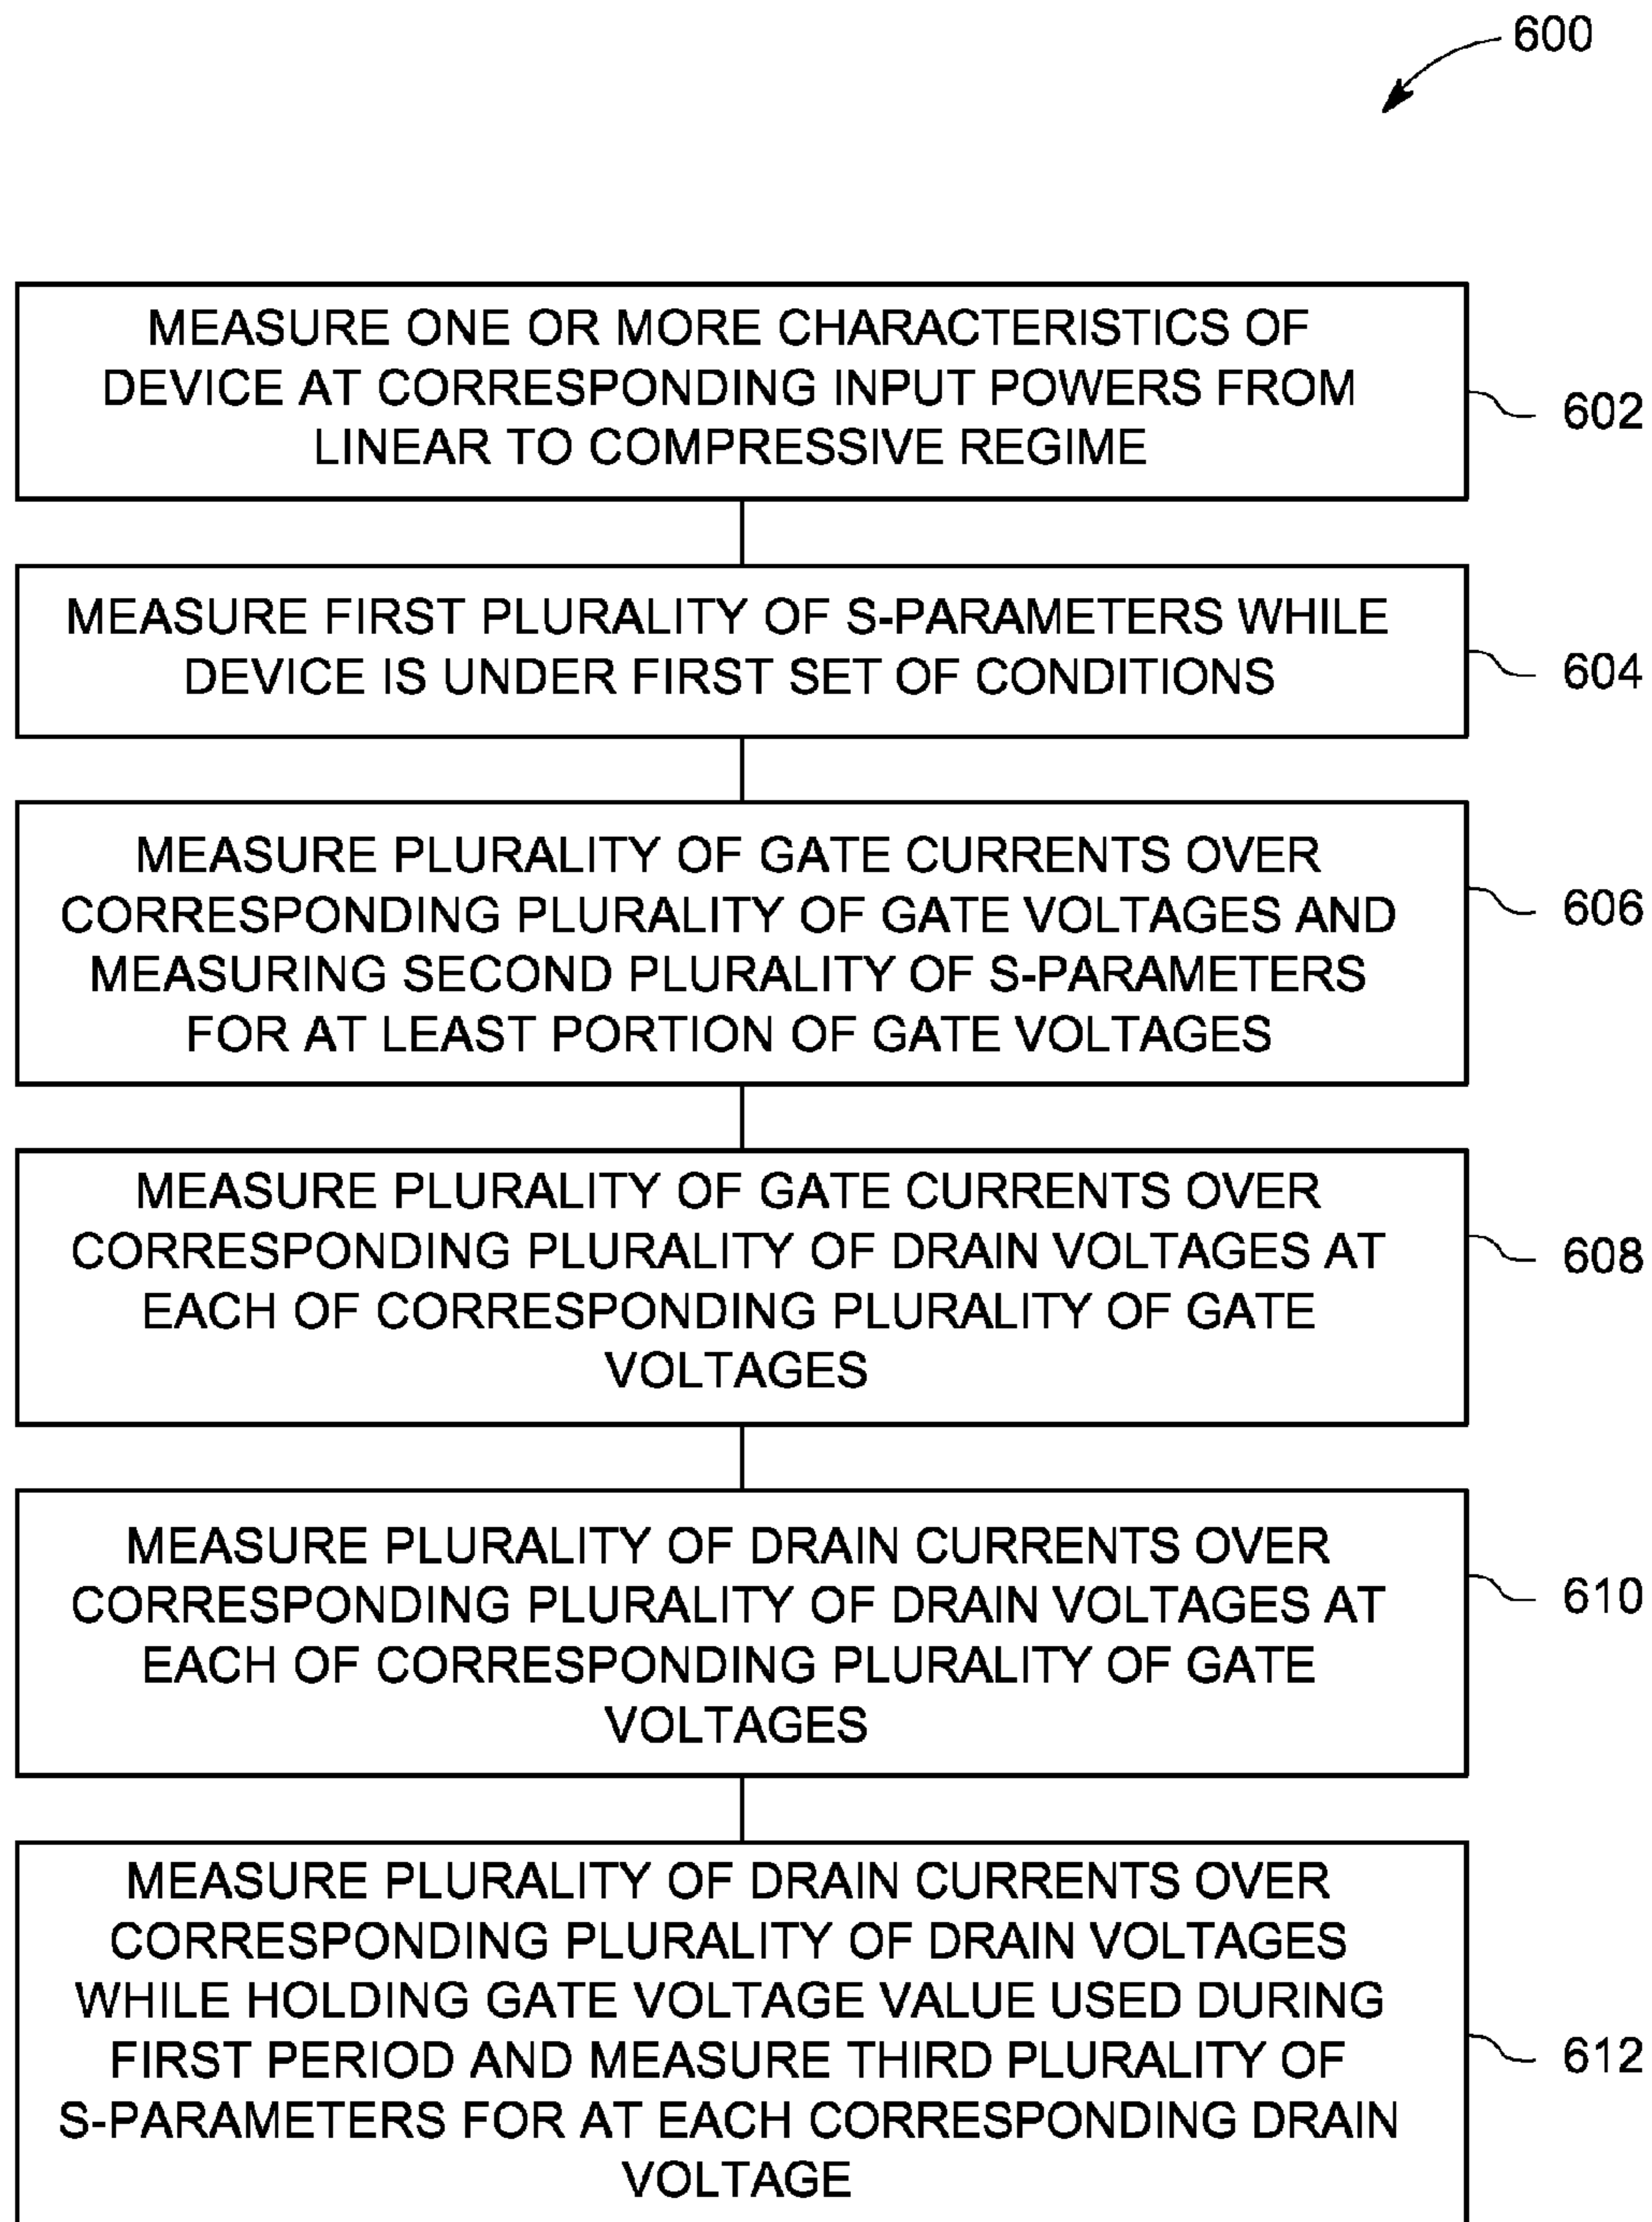 600
MEASURE ONE OR MORE CHARACTERISTICS OF
DEVICE AT CORRESPONDING INPUT POWERS FROM
LINEAR TO COMPRESSIVE REGIME
602
MEASURE FIRST PLURALITY OF S-PARAMETERS WHILE
DEVICE IS UNDER FIRST SET OF CONDITIONS
604
MEASURE PLURALITY OF GATE CURRENTS OVER
CORRESPONDING PLURALITY OF GATE VOLTAGES AND
MEASURING SECOND PLURALITY OF S-PARAMETERS
FOR AT LEAST PORTION OF GATE VOLTAGES
606
MEASURE PLURALITY OF GATE CURRENTS OVER
CORRESPONDING PLURALITY OF DRAIN VOLTAGES AT
EACH OF CORRESPONDING PLURALITY OF GATE
VOLTAGES
608
MEASURE PLURALITY OF DRAIN CURRENTS OVER
CORRESPONDING PLURALITY OF DRAIN VOLTAGES AT
EACH OF CORRESPONDING PLURALITY OF GATE
VOLTAGES
610
MEASURE PLURALITY OF DRAIN CURRENTS OVER
CORRESPONDING PLURALITY OF DRAIN VOLTAGES
WHILE HOLDING GATE VOLTAGE VALUE USED DURING
FIRST PERIOD AND MEASURE THIRD PLURALITY OF
S-PARAMETERS FOR AT EACH CORRESPONDING DRAIN
VOLTAGE
612